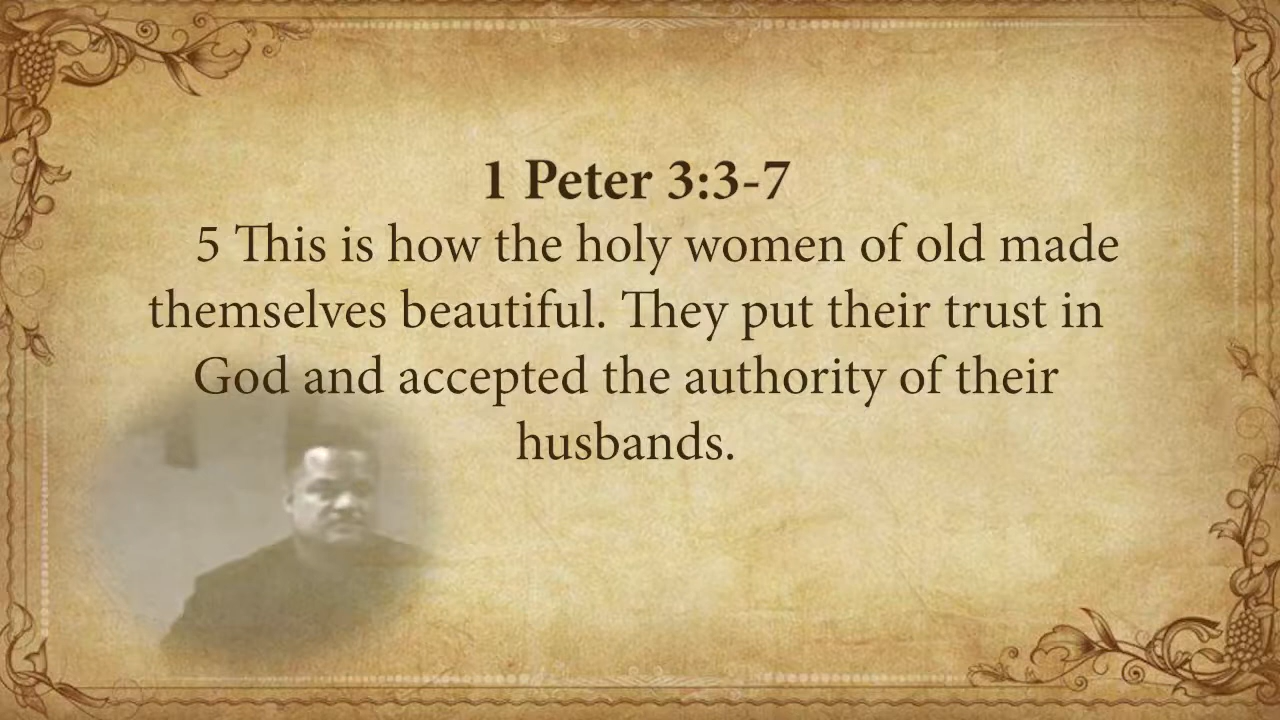 1 Peter 3:3-7
5 This is how the holy women of old made
themselves beautiful. They put their trust in
God and accepted the authority of their
husbands.